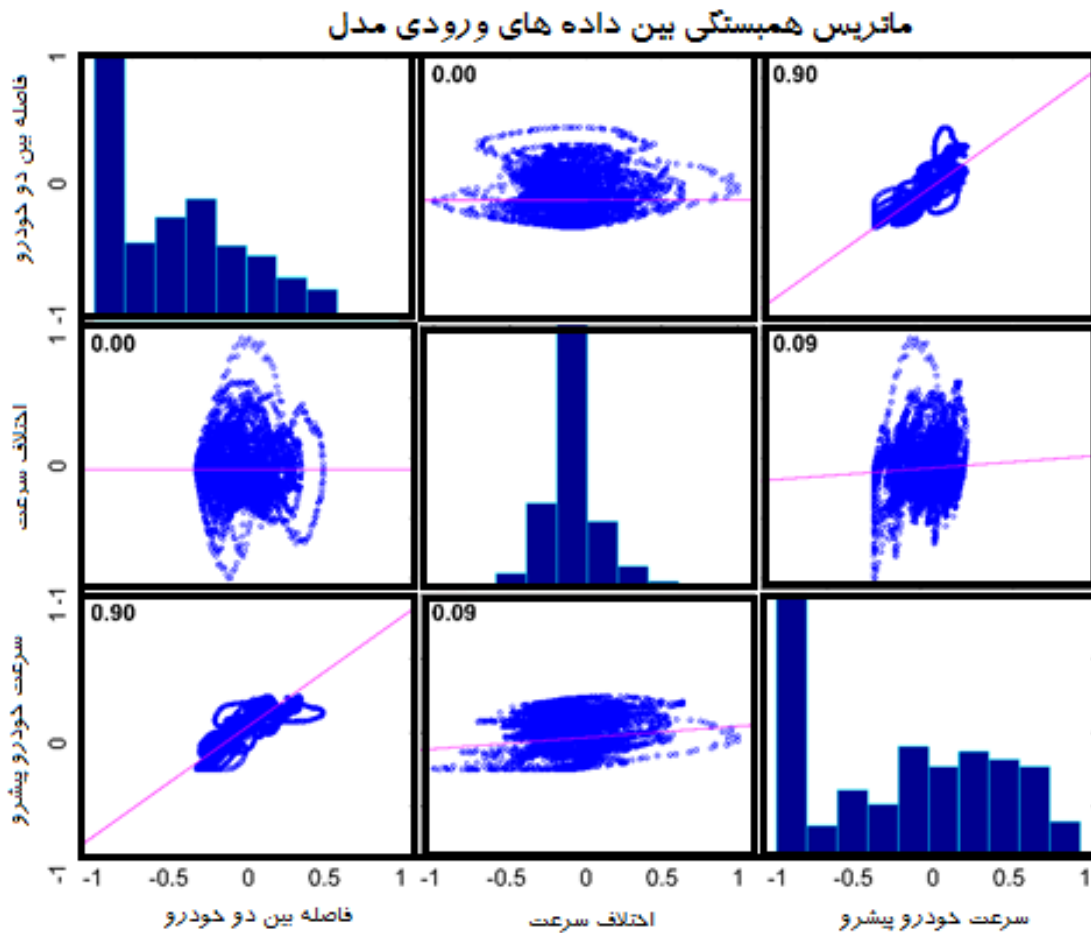 ماتریس همبستگی بین داده های ورودی مدل
فاصله بین دو خودرو
1
0
-1
0.00
0.90
اختلاف سرعت
1
0
-1
0.00
0.09
سرعت خودرو پیشرو
1
0
-1
0.90
0.09
-1 -0.5 0 0.5 1
-0.5 0 0.5 1
-1 -0.5 0 0.5 1
فاصله بین دو خودرو
اختلاف سرعت
سرعت خودرو پیشرو